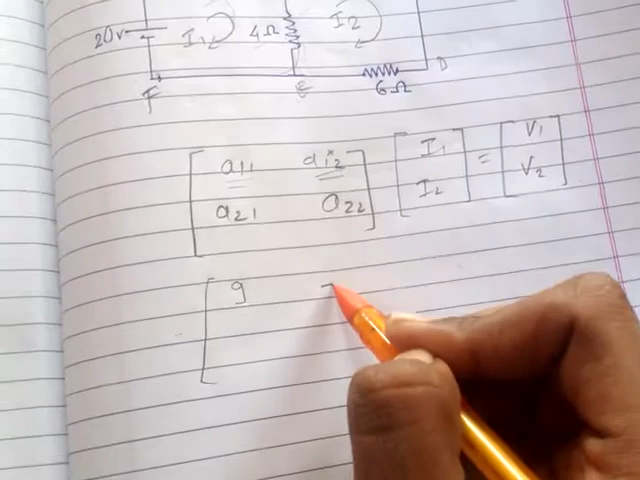 20v I₁ 4Ω I₂
F E 6Ω D
a₁₁ a₁₂ I₁ = V₁
a₂₁ a₂₂ I₂ V₂
9 -